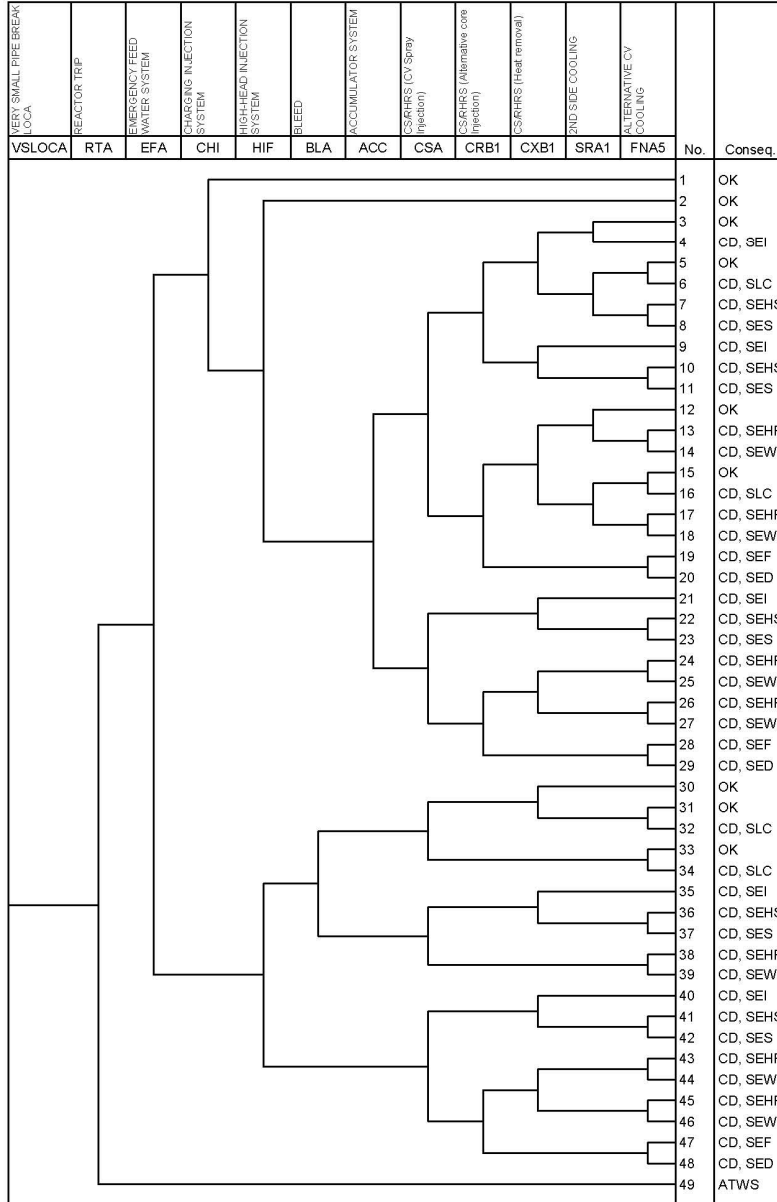 VERY SMALL PIPE BREAK
LOCA
REACTOR TRIP
EMERGENCY FEED
WATER SYSTEM
CHARGING INJECTION
SYSTEM
HIGH-HEAD INJECTION
SYSTEM
BLEED
ACCUMULATOR SYSTEM
CS/RHRS (CV Spray
Injection)
CS/RHRS (Alternative core
Injection)
CS/RHRS (Heat removal)
2ND SIDE COOLING
ALTERNATIVE CV
COOLING
VSLOCA RTA EFA CHI HIF BLA ACC CSA CRB1 CXB1 SRA1 FNA5 No. Conseq.
1 OK
2 OK
3 OK
4 CD, SEI
5 OK
6 CD, SLC
7 CD, SEHS
8 CD, SES
9 CD, SEI
10 CD, SEHS
11 CD, SES
12 OK
13 CD, SEHF
14 CD, SEW
15 OK
16 CD, SLC
17 CD, SEHF
18 CD, SEW
19 CD, SEF
20 CD, SED
21 CD, SEI
22 CD, SEHS
23 CD, SES
24 CD, SEHF
25 CD, SEW
26 CD, SEHF
27 CD, SEW
28 CD, SEF
29 CD, SED
30 OK
31 OK
32 CD, SLC
33 OK
34 CD, SLC
35 CD, SEI
36 CD, SEHS
37 CD, SES
38 CD, SEHF
39 CD, SEW
40 CD, SEI
41 CD, SEHS
42 CD, SES
43 CD, SEHF
44 CD, SEW
45 CD, SEHF
46 CD, SEW
47 CD, SEF
48 CD, SED
49 ATWS